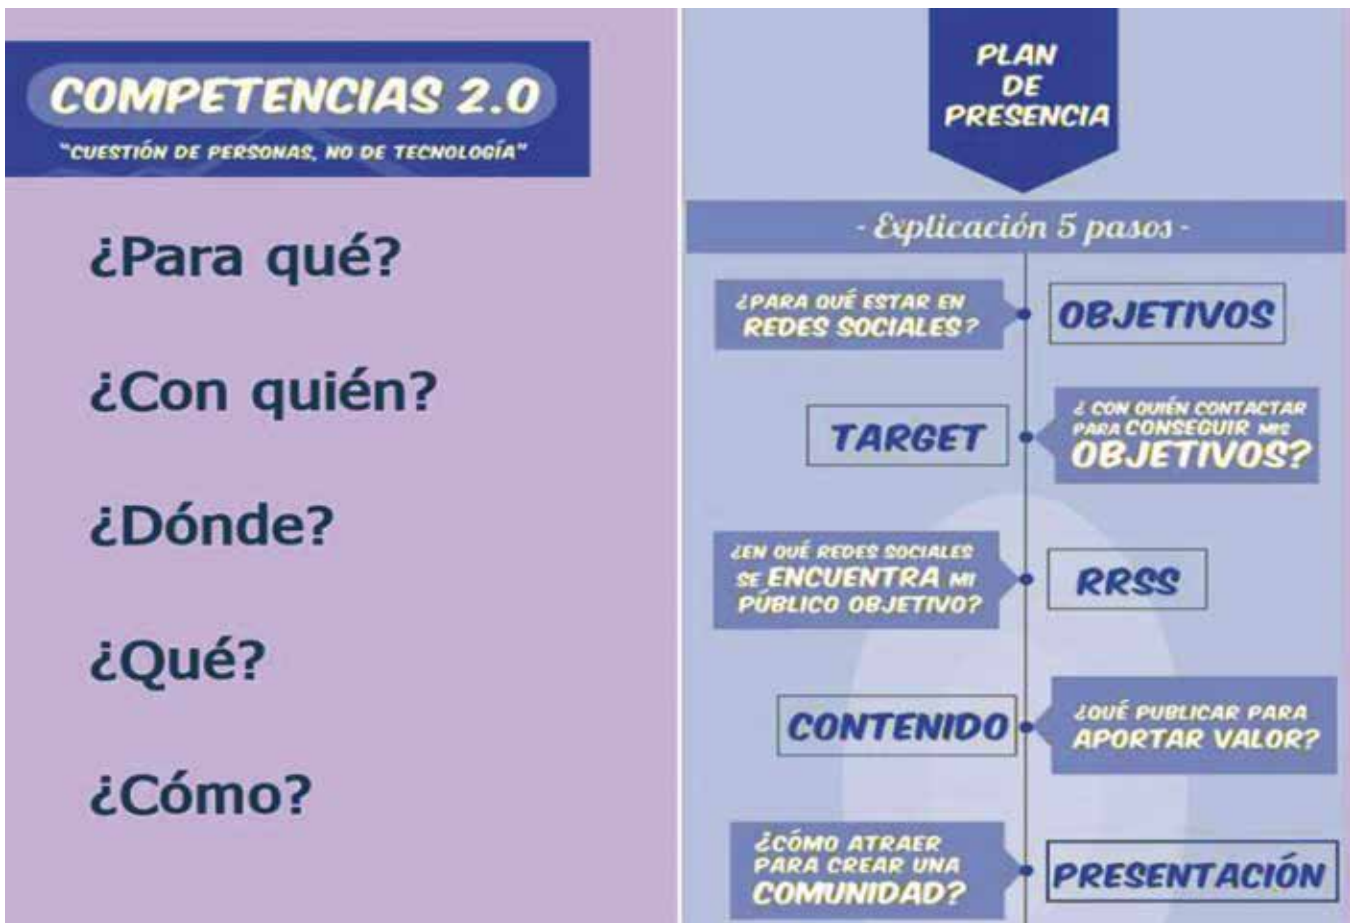 COMPETENCIAS 2.0
"CUESTIÓN DE PERSONAS, NO DE TECNOLOGÍA"
¿Para qué?
¿Con quién?
¿Dónde?
¿Qué?
¿Cómo?
PLAN
DE
PRESENCIA
- Explicación 5 pasos -
¿PARA QUÉ ESTAR EN
REDES SOCIALES?
OBJETIVOS
TARGET
¿ CON QUIÉN CONTACTAR
PARA CONSEGUIR MIS
OBJETIVOS?
¿EN QUÉ REDES SOCIALES
SE ENCUENTRA MI
PÚBLICO OBJETIVO?
RRSS
CONTENIDO
¿QUÉ PUBLICAR PARA
APORTAR VALOR?
¿CÓMO ATRAER
PARA CREAR UNA
COMUNIDAD?
PRESENTACIÓN